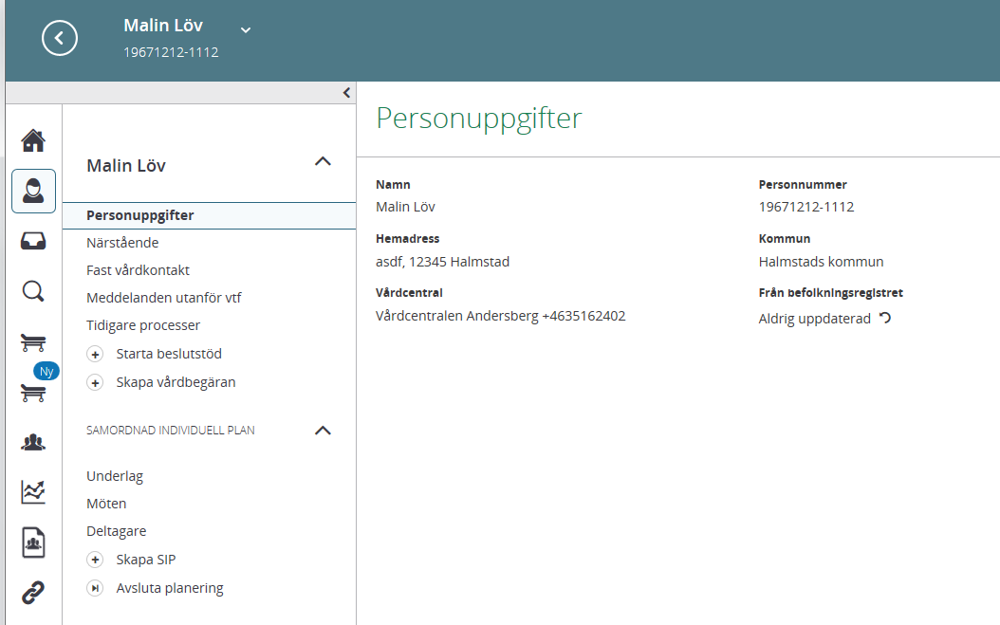 Malin Löv
19671212-1112
Malin Löv
Personuppgifter
Närstående
Fast vårdkontakt
Meddelanden utanför vtf
Tidigare processer
Starta beslutstöd
Ny
Skapa vårdbegäran
SAMORDNAD INDIVIDUELL PLAN
Underlag
Möten
Deltagare
Skapa SIP
Avsluta planering
Personuppgifter
Namn
Malin Löv
Personnummer
19671212-1112
Hemadress
asdf, 12345 Halmstad
Kommun
Halmstads kommun
Vårdcentral
Vårdcentralen Andersberg +4635162402
Från befolkningsregistret
Aldrig uppdaterad